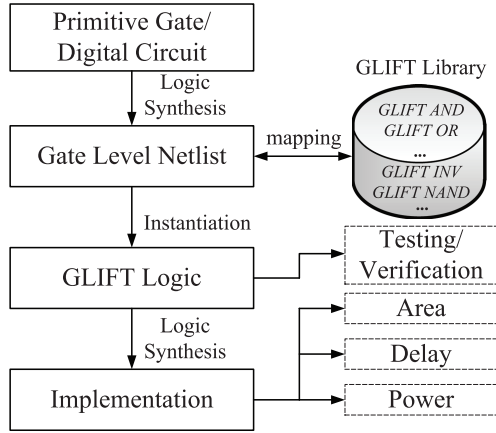 Primitive Gate/
Digital Circuit
Logic
Synthesis
GLIFT Library
GLIFT AND
GLIFT OR
...
GLIFT INV
GLIFT NAND
...
mapping
Gate Level Netlist
Instantiation
GLIFT Logic
Testing/
Verification
Logic
Synthesis
Area
Delay
Implementation
Power